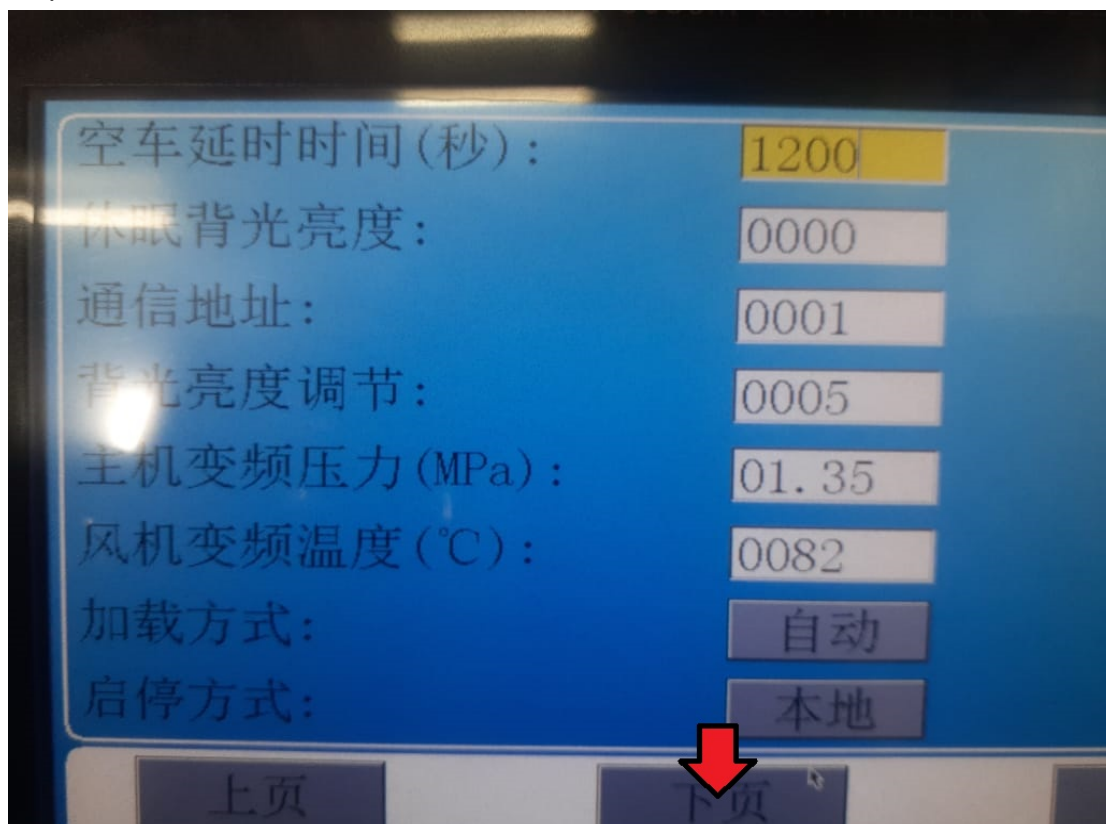 空车延时时间(秒): 1200
休眠背光亮度: 0000
通信地址: 0001
背光亮度调节: 0005
主机变频压力(MPa): 01.35
风机变频温度(℃): 0082
加载方式: 自动
启停方式: 本地
上页 下页